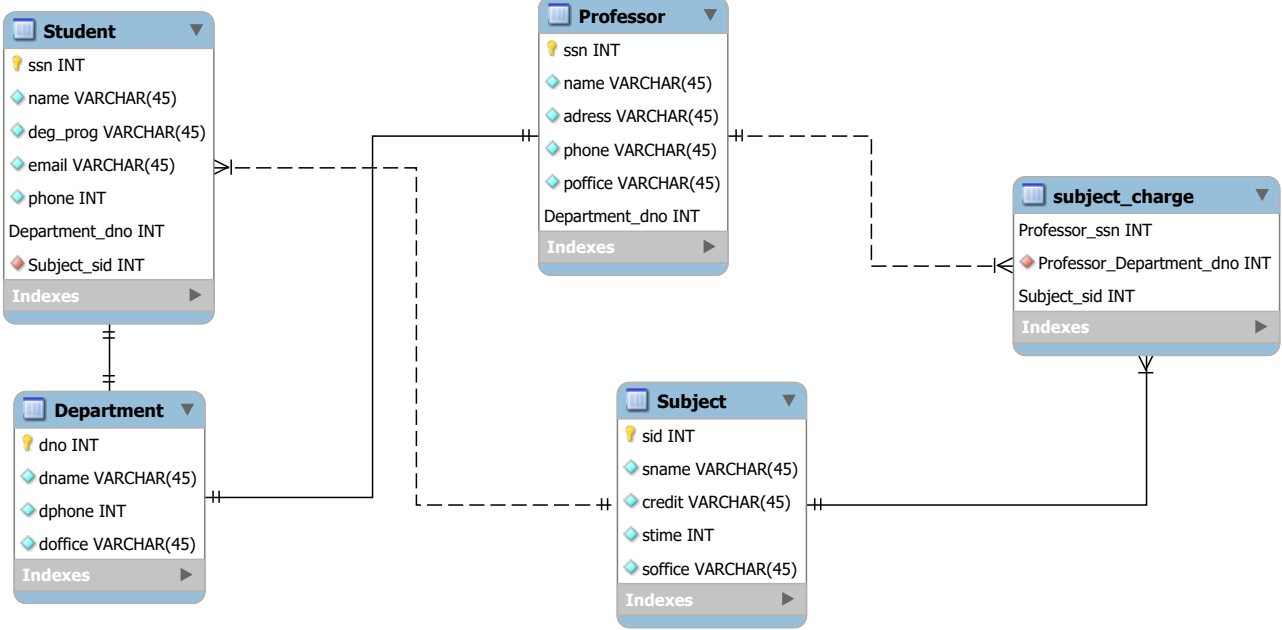 Student
ssn INT
name VARCHAR(45)
deg_prog VARCHAR(45)
email VARCHAR(45)
phone INT
Department_dno INT
Subject_sid INT
Indexes
Professor
ssn INT
name VARCHAR(45)
adress VARCHAR(45)
phone VARCHAR(45)
poffice VARCHAR(45)
Department_dno INT
Indexes
subject_charge
Professor_ssn INT
Professor_Department_dno INT
Subject_sid INT
Indexes
Department
dno INT
dname VARCHAR(45)
dphone INT
doffice VARCHAR(45)
Indexes
Subject
sid INT
sname VARCHAR(45)
credit VARCHAR(45)
stime INT
soffice VARCHAR(45)
Indexes